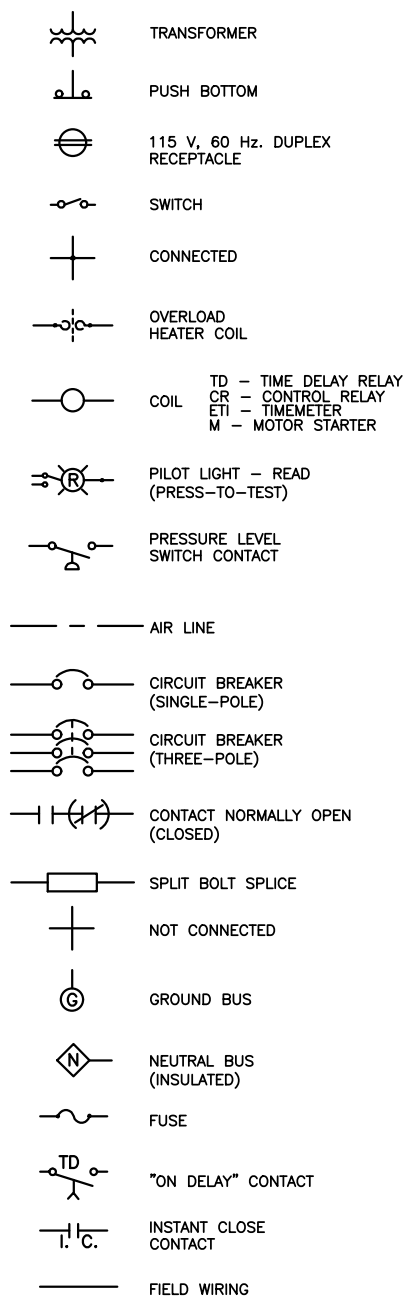 TRANSFORMER
PUSH BOTTOM
115 V, 60 Hz. DUPLEX
RECEPTACLE
SWITCH
CONNECTED
OVERLOAD
HEATER COIL
COIL
TD – TIME DELAY RELAY
CR – CONTROL RELAY
ETI – TIMEMETER
M – MOTOR STARTER
R
PILOT LIGHT – READ
(PRESS–TO–TEST)
PRESSURE LEVEL
SWITCH CONTACT
AIR LINE
CIRCUIT BREAKER
(SINGLE–POLE)
CIRCUIT BREAKER
(THREE–POLE)
CONTACT NORMALLY OPEN
(CLOSED)
SPLIT BOLT SPLICE
NOT CONNECTED
G
GROUND BUS
N
NEUTRAL BUS
(INSULATED)
FUSE
TD
"ON DELAY" CONTACT
I. C.
INSTANT CLOSE
CONTACT
FIELD WIRING